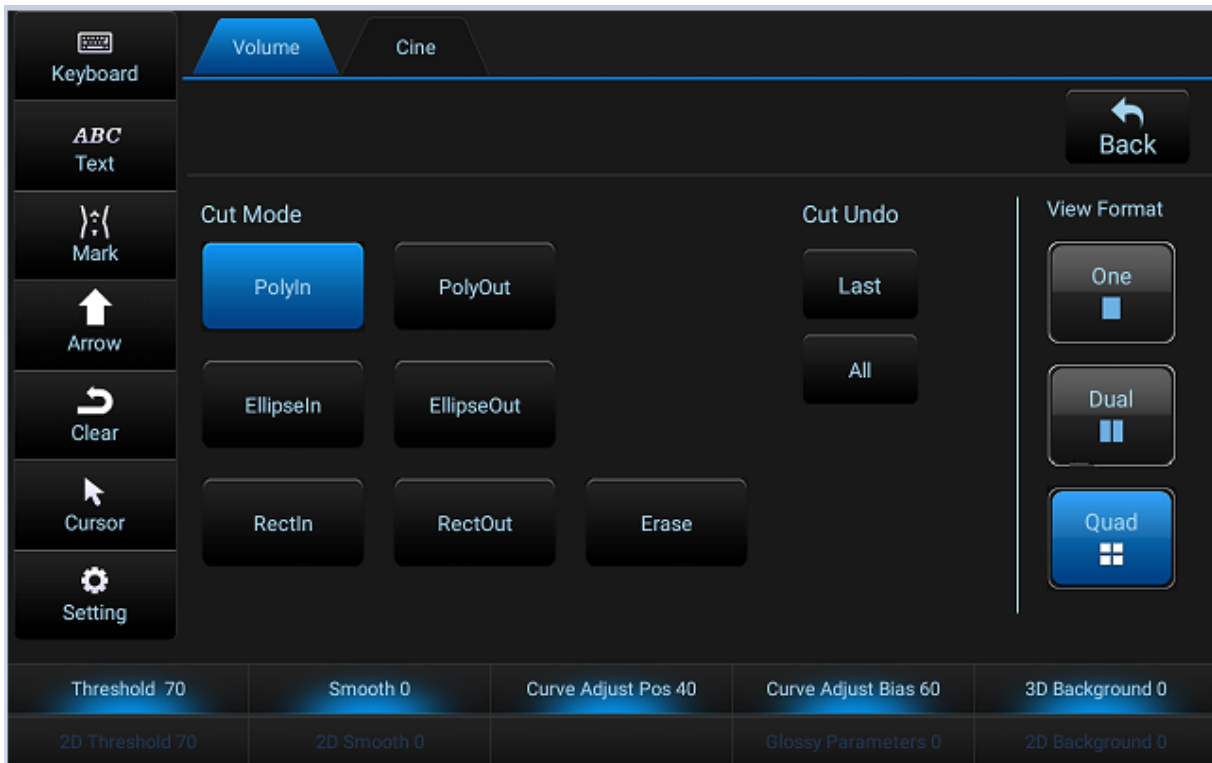 Keyboard
Volume
Cine
ABC
Text
Back
Mark
Cut Mode
Cut Undo
View Format
PolyIn
PolyOut
Last
One
Arrow
All
EllipseIn
EllipseOut
Dual
Clear
Cursor
RectIn
RectOut
Erase
Quad
Setting
Threshold 70
Smooth 0
Curve Adjust Pos 40
Curve Adjust Bias 60
3D Background 0
2D Threshold 70
2D Smooth 0
Glossy Parameters 0
2D Background 0